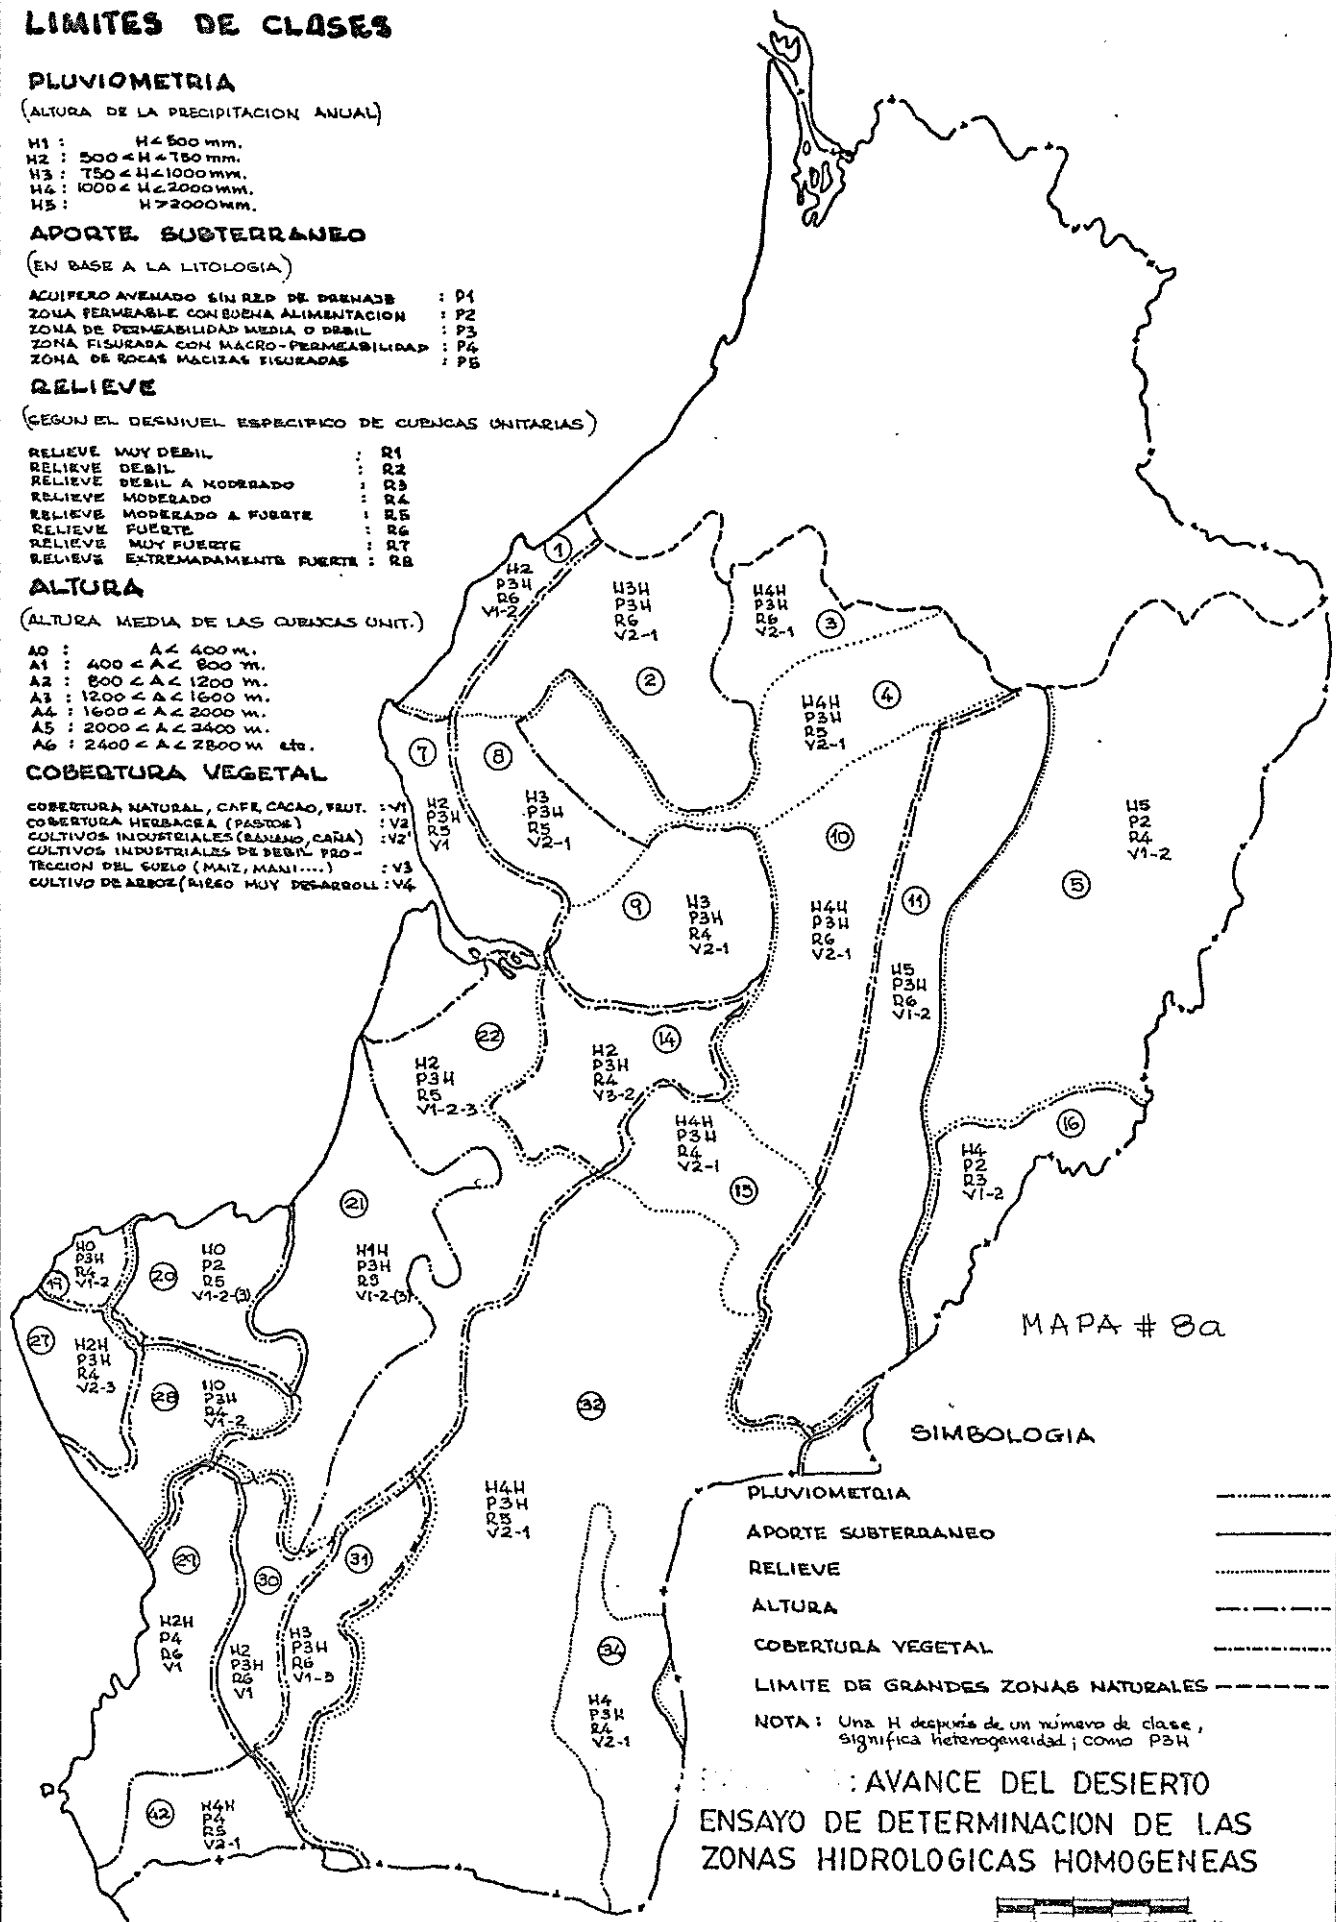 LIMITES DE CLASES
PLUVIOMETRIA
(ALTURA DE LA PRECIPITACION ANUAL)
H1 : H<500 mm.
H2 : 500<H<750 mm.
H3 : 750<H<1000mm.
H4 : 1000<H<2000mm.
H5 : H>2000mm.
APORTE SUBTERRANEO
(EN BASE A LA LITOLOGIA)
ACUIFERO AVENADO SIN RED DE DRENAJE : P1
ZONA PERMEABLE CON BUENA ALIMENTACION : P2
ZONA DE PERMEABILIDAD MEDIA O DEBIL : P3
ZONA FISURADA CON MACRO-PERMEABILIDAD : P4
ZONA DE ROCAS MACIZAS FISURADAS : P5
RELIEVE
(SEGUN EL DESNIVEL ESPECIFICO DE CUENCAS UNITARIAS)
RELIEVE MUY DEBIL : R1
RELIEVE DEBIL : R2
RELIEVE DEBIL A MODERADO : R3
RELIEVE MODERADO : R4
RELIEVE MODERADO A FUERTE : R5
RELIEVE FUERTE : R6
RELIEVE MUY FUERTE : R7
RELIEVE EXTREMADAMENTE FUERTE : R8
ALTURA
(ALTURA MEDIA DE LAS CUENCAS UNIT.)
A0 : A< 400 m.
A1 : 400 < A< 800 m.
A2 : 800 < A< 1200 m.
A3 : 1200 < A< 1600 m.
A4 : 1600 < A< 2000 m.
A5 : 2000 < A< 2400 m.
A6 : 2400 < A< 2800 m etc.
COBERTURA VEGETAL
COBERTURA NATURAL, CAFE, CACAO, FRUT. : V1
COBERTURA HERBACEA (PASTOS) : V2
CULTIVOS INDUSTRIALES (BANANO, CAÑA) : V2'
CULTIVOS INDUSTRIALES DE DEBIL PRO-
TECCION DEL SUELO (MAIZ, MANI....) : V3
CULTIVO DE ARROZ (RIEGO MUY DESARROLL : V4
1
H2
P3H
R6
V1-2
H3H
P3H
R6
V2-1
2
H4H
P3H
R6
V2-1
3
4
H4H
P3H
R5
V2-1
7
H2
P3H
R5
V1
8
H3
P3H
R5
V2-1
10
H4H
P3H
R6
V2-1
H5
P2
R4
V1-2
5
9
H3
P3H
R4
V2-1
11
H5
P3H
R6
V1-2
22
H2
P3H
R5
V1-2-3
14
H2
P3H
R4
V3-2
H4H
P3H
R4
V2-1
15
16
H4
P2
R3
V1-2
21
H1H
P3H
R5
V1-2-(3)
H0
P3H
R4
V1-2
19
20
H0
P2
R5
V1-2-(3)
27
H2H
P3H
R4
V2-3
28
H0
P3H
R4
V1-2
32
H4H
P3H
R5
V2-1
29
H2H
P4
R6
V1
30
H2
P3H
R6
V1
31
H3
P3H
R6
V1-3
34
H4
P3H
R4
V2-1
42
H4H
P4
R5
V2-1
MAPA # 8a
SIMBOLOGIA
PLUVIOMETRIA
APORTE SUBTERRANEO
RELIEVE
ALTURA
COBERTURA VEGETAL
LIMITE DE GRANDES ZONAS NATURALES
NOTA : Una H después de un número de clase,
significa heterogeneidad ; como P3H
: AVANCE DEL DESIERTO
ENSAYO DE DETERMINACION DE LAS
ZONAS HIDROLOGICAS HOMOGENEAS